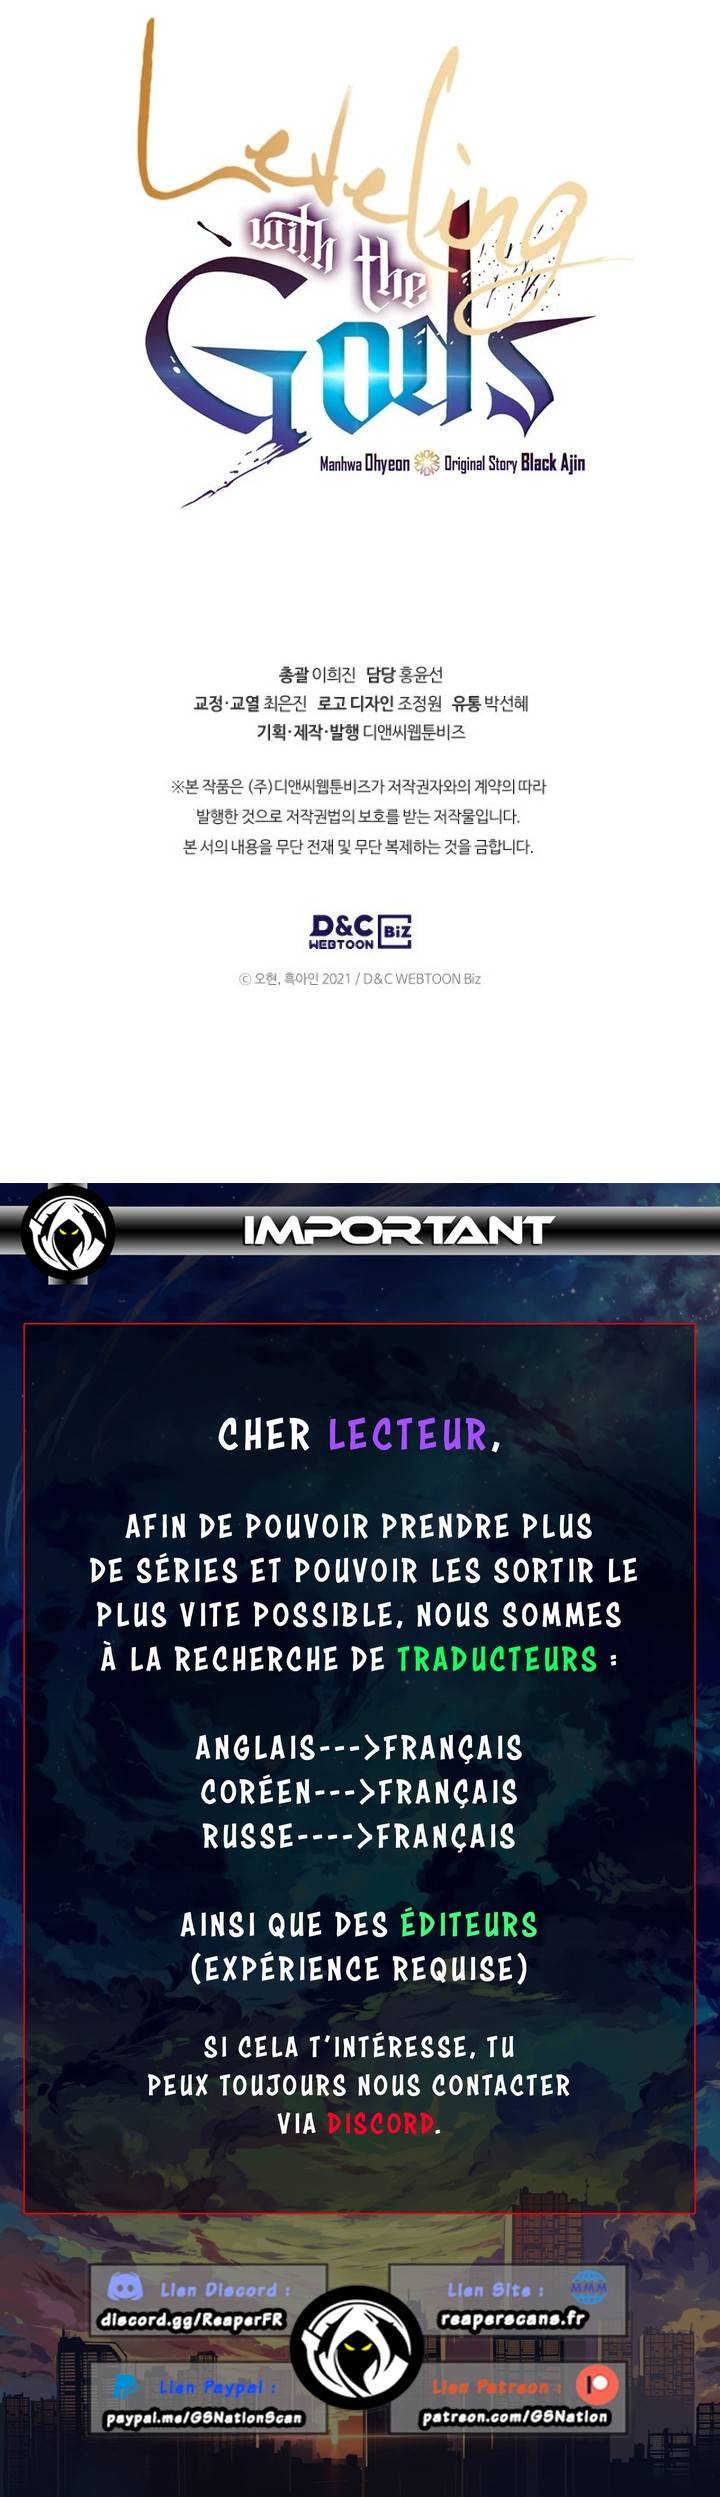 Leveling
with the
Gods
Manhwa Ohyeon Original Story Black Ajin
총괄 이희진 담당 홍윤선
교정·교열 최은진 로고 디자인 조정원 유통 박선혜
기획·제작·발행 디앤씨웹툰비즈
※본 작품은 (주)디앤씨웹툰비즈가 저작권자와의 계약의 따라
발행한 것으로 저작권법의 보호를 받는 저작물입니다.
본 서의 내용을 무단 전재 및 무단 복제하는 것을 금합니다.
D&C
WEBTOON BiZ
ⓒ 오현, 흑아인 2021 / D&C WEBTOON Biz
IMPORTANT
CHER LECTEUR,
AFIN DE POUVOIR PRENDRE PLUS
DE SÉRIES ET POUVOIR LES SORTIR LE
PLUS VITE POSSIBLE, NOUS SOMMES
À LA RECHERCHE DE TRADUCTEURS :
ANGLAIS--->FRANÇAIS
CORÉEN--->FRANÇAIS
RUSSE---->FRANÇAIS
AINSI QUE DES ÉDITEURS
(EXPÉRIENCE REQUISE)
SI CELA T'INTÉRESSE, TU
PEUX TOUJOURS NOUS CONTACTER
VIA DISCORD.
Lien Discord :
discord.gg/ReaperFR
Lien Site : WWW
reaperscans.fr
Lien Paypal :
paypal.me/GSNationScan
Lien Patreon :
patreon.com/GSNation